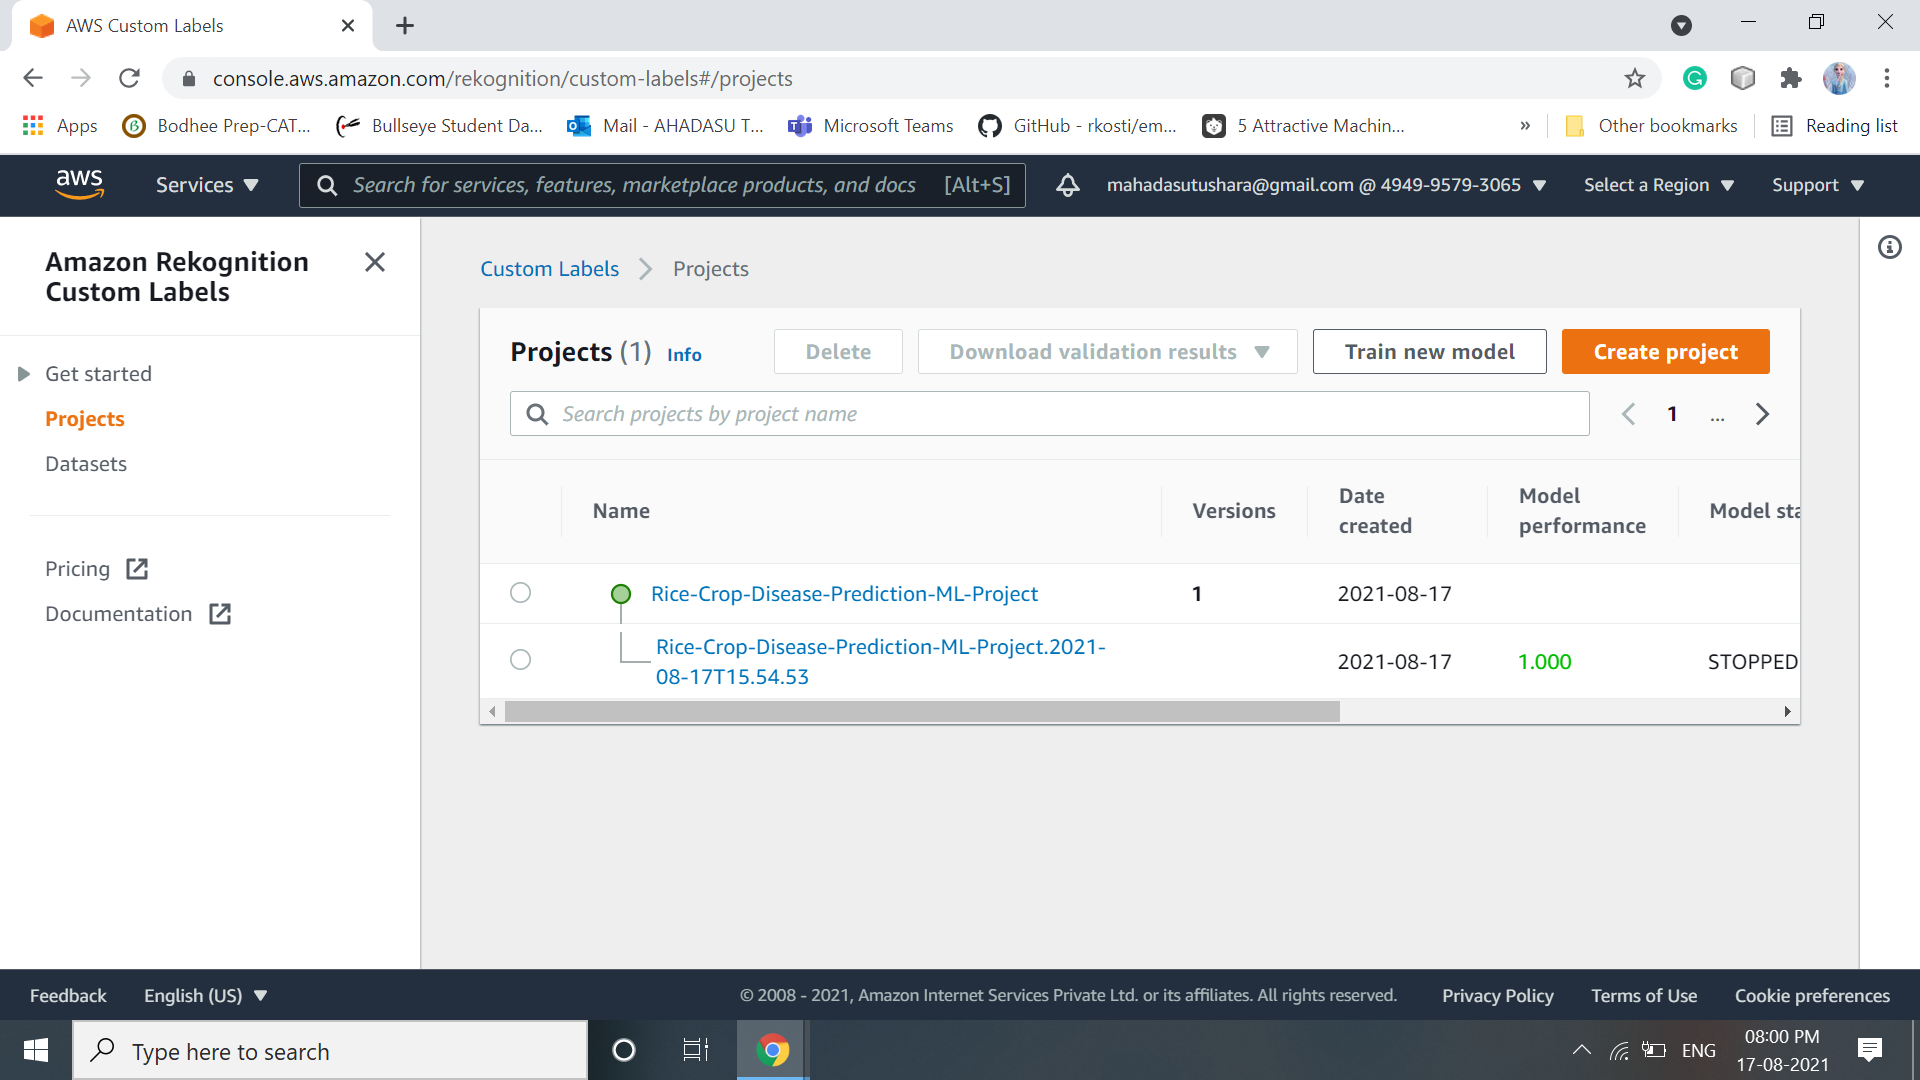 AWS Custom Labels
console.aws.amazon.com/rekognition/custom-labels#/projects
Apps
Bodhee Prep-CAT...
Bullseye Student Da...
Mail - AHADASU T...
Microsoft Teams
GitHub - rkosti/em...
5 Attractive Machin...
»
Other bookmarks
Reading list
aws
Services
Search for services, features, marketplace products, and docs [Alt+S]
mahadasutushara@gmail.com @ 4949-9579-3065
Select a Region
Support
Amazon Rekognition
Custom Labels
Get started
Projects
Datasets
Pricing
Documentation
Custom Labels
Projects
Projects (1) Info
Delete
Download validation results
Train new model
Create project
Search projects by project name
1
...
Name
Versions
Date
created
Model
performance
Model sta
Rice-Crop-Disease-Prediction-ML-Project
1
2021-08-17
Rice-Crop-Disease-Prediction-ML-Project.2021-
08-17T15.54.53
2021-08-17
1.000
STOPPED
Feedback
English (US)
© 2008 - 2021, Amazon Internet Services Private Ltd. or its affiliates. All rights reserved.
Privacy Policy
Terms of Use
Cookie preferences
Type here to search
ENG
08:00 PM
17-08-2021